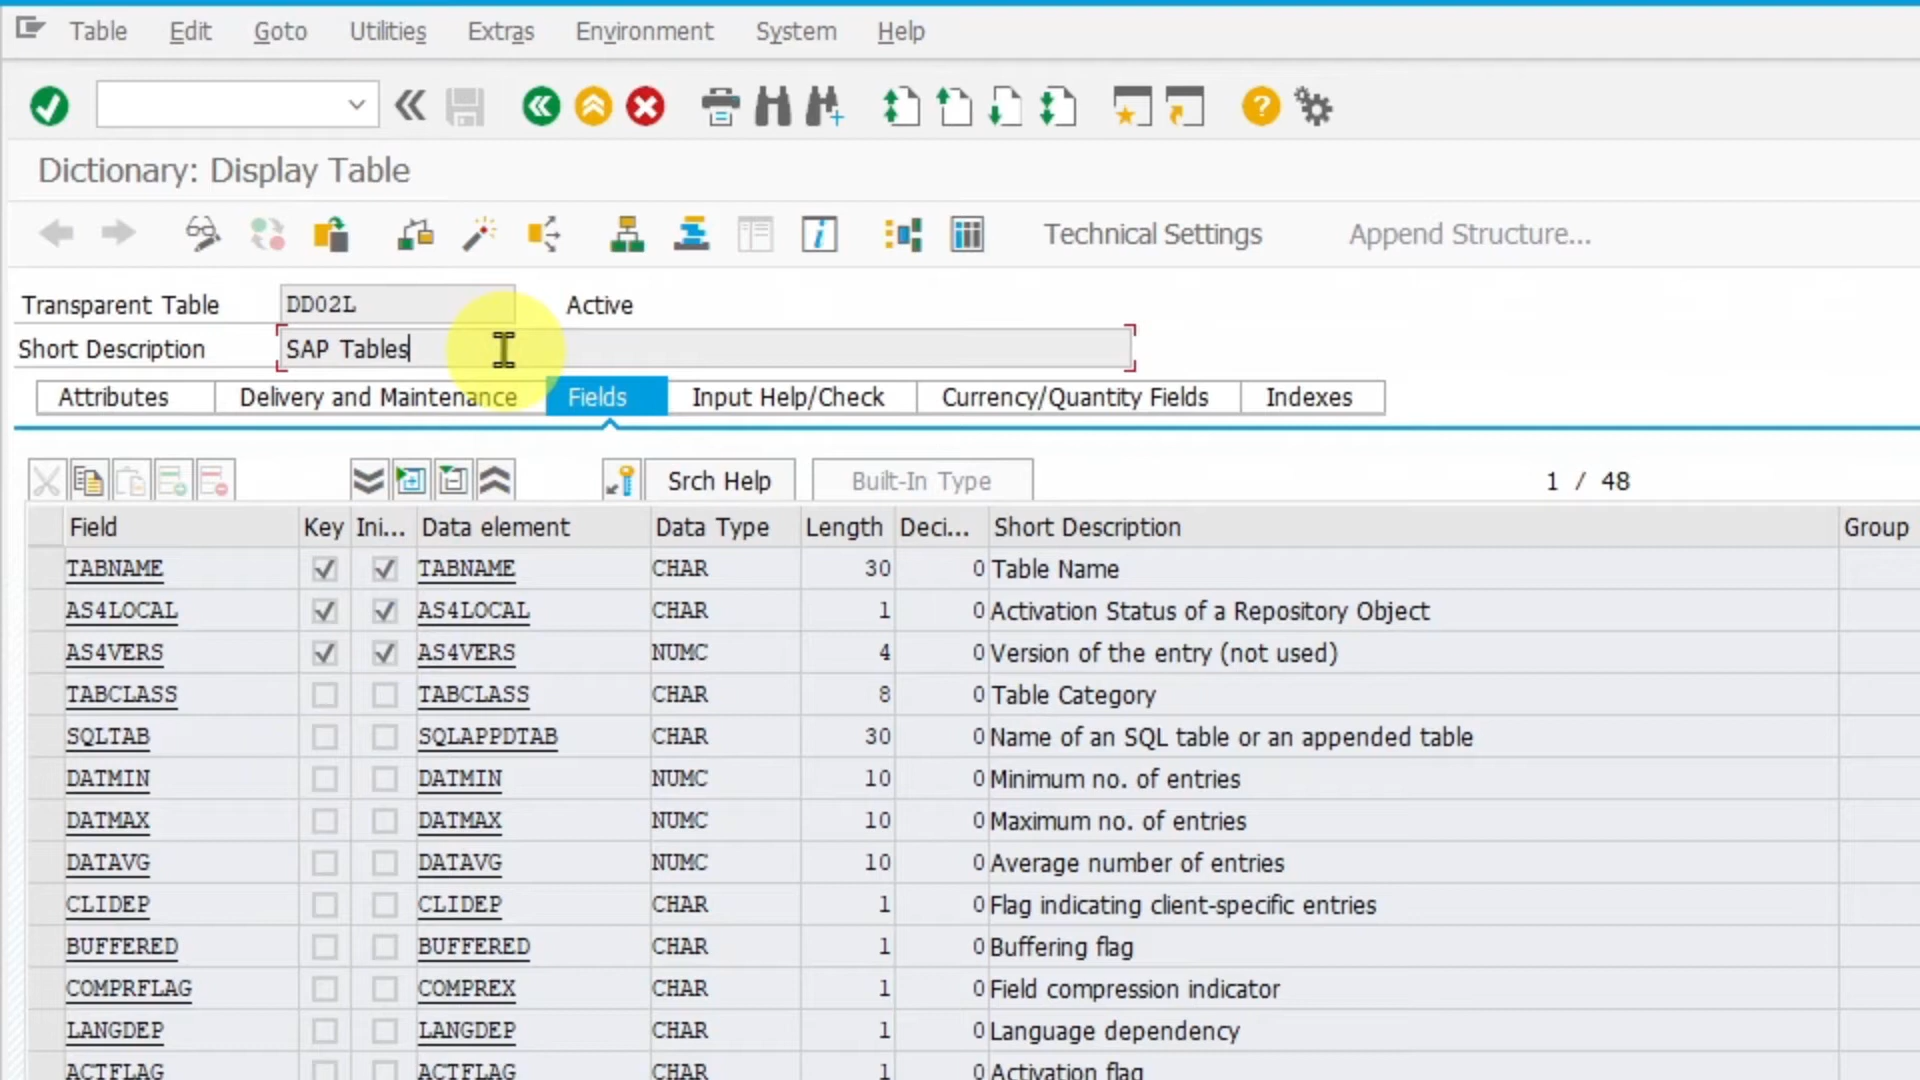 Table Edit Goto Utilities Extras Environment System Help
Dictionary: Display Table
Technical Settings Append Structure...
Transparent Table DD02L Active
Short Description SAP Tables
Attributes Delivery and Maintenance Fields Input Help/Check Currency/Quantity Fields Indexes
Srch Help Built-In Type 1 / 48
Field Key Ini... Data element Data Type Length Deci... Short Description Group
TABNAME TABNAME CHAR 30 0 Table Name
AS4LOCAL AS4LOCAL CHAR 1 0 Activation Status of a Repository Object
AS4VERS AS4VERS NUMC 4 0 Version of the entry (not used)
TABCLASS TABCLASS CHAR 8 0 Table Category
SQLTAB SQLAPPDTAB CHAR 30 0 Name of an SQL table or an appended table
DATMIN DATMIN NUMC 10 0 Minimum no. of entries
DATMAX DATMAX NUMC 10 0 Maximum no. of entries
DATAVG DATAVG NUMC 10 0 Average number of entries
CLIDEP CLIDEP CHAR 1 0 Flag indicating client-specific entries
BUFFERED BUFFERED CHAR 1 0 Buffering flag
COMPRFLAG COMPREX CHAR 1 0 Field compression indicator
LANGDEP LANGDEP CHAR 1 0 Language dependency
ACTFLAG ACTFLAG CHAR 1 0 Activation flag